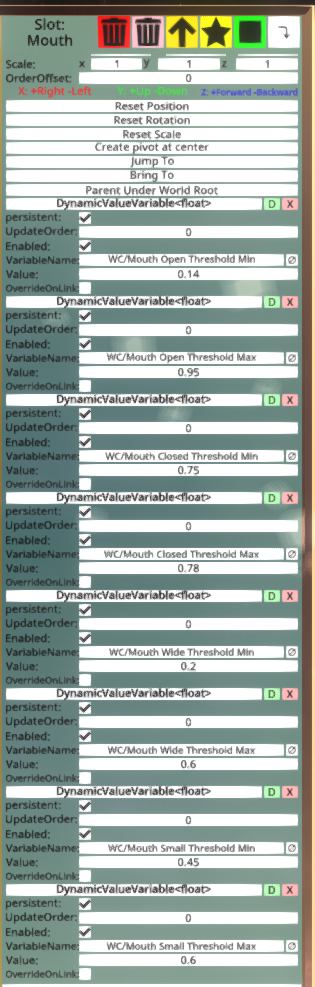 Slot:
Mouth
Scale: x 1 y 1 z 1
OrderOffset: 0
X: +Right -Left Y: +Up -Down Z: +Forward -Backward
Reset Position
Reset Rotation
Reset Scale
Create pivot at center
Jump To
Bring To
Parent Under World Root
DynamicValueVariable<float> D X
persistent:
UpdateOrder: 0
Enabled:
VariableName: WC/Mouth Open Threshold Min ∅
Value: 0.14
OverrideOnLink:
DynamicValueVariable<float> D X
persistent:
UpdateOrder: 0
Enabled:
VariableName: WC/Mouth Open Threshold Max ∅
Value: 0.95
OverrideOnLink:
DynamicValueVariable<float> D X
persistent:
UpdateOrder: 0
Enabled:
VariableName: WC/Mouth Closed Threshold Min ∅
Value: 0.75
OverrideOnLink:
DynamicValueVariable<float> D X
persistent:
UpdateOrder: 0
Enabled:
VariableName: WC/Mouth Closed Threshold Max ∅
Value: 0.78
OverrideOnLink:
DynamicValueVariable<float> D X
persistent:
UpdateOrder: 0
Enabled:
VariableName: WC/Mouth Wide Threshold Min ∅
Value: 0.2
OverrideOnLink:
DynamicValueVariable<float> D X
persistent:
UpdateOrder: 0
Enabled:
VariableName: WC/Mouth Wide Threshold Max ∅
Value: 0.6
OverrideOnLink:
DynamicValueVariable<float> D X
persistent:
UpdateOrder: 0
Enabled:
VariableName: WC/Mouth Small Threshold Min ∅
Value: 0.45
OverrideOnLink:
DynamicValueVariable<float> D X
persistent:
UpdateOrder: 0
Enabled:
VariableName: WC/Mouth Small Threshold Max ∅
Value: 0.6
OverrideOnLink: